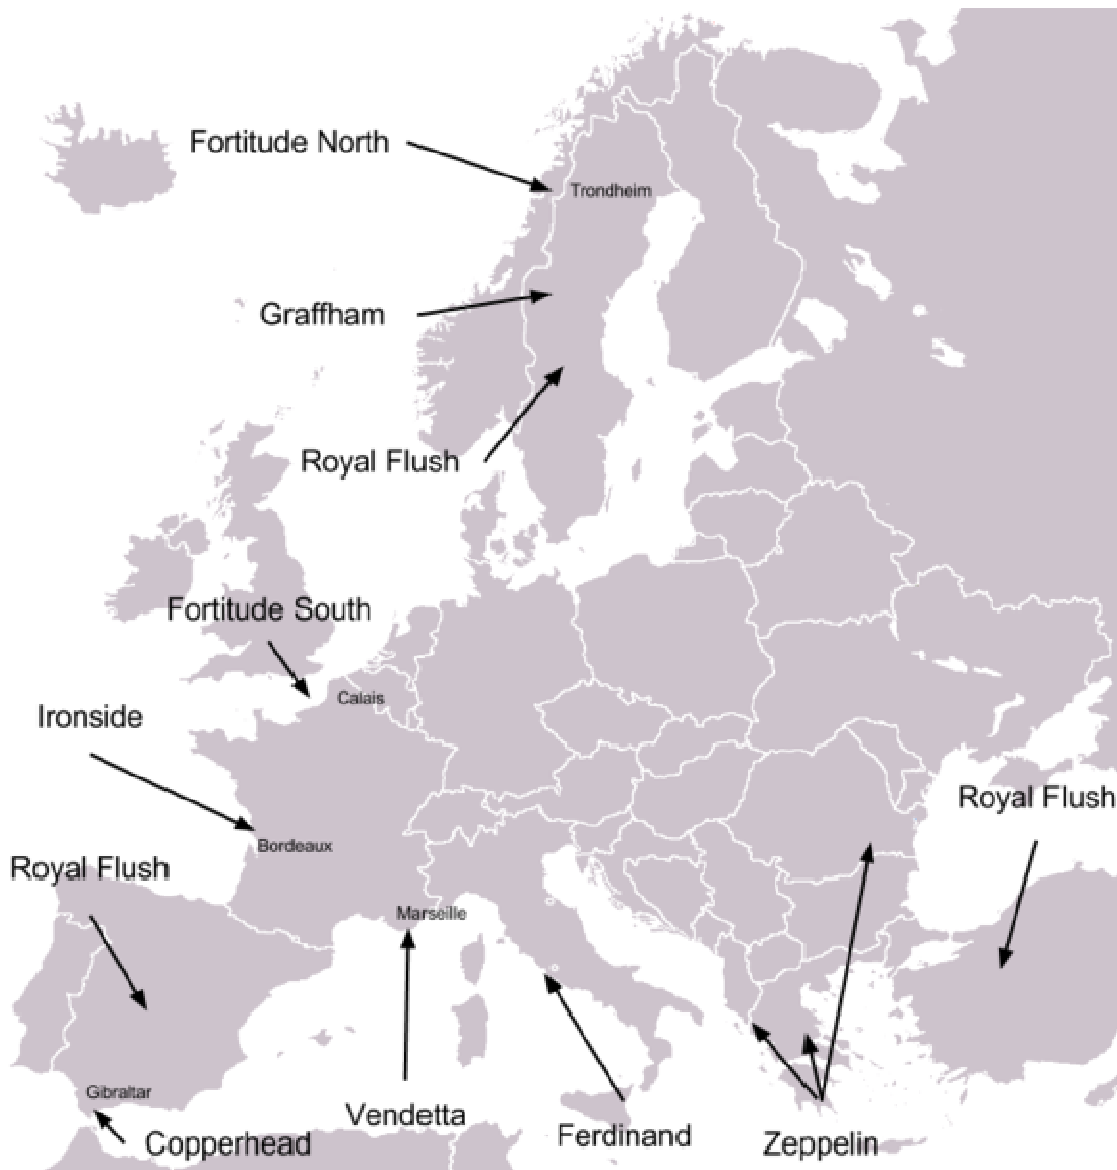 Fortitude North
Trondheim
Graffham
Royal Flush
Fortitude South
Calais
Ironside
Royal Flush
Bordeaux
Royal Flush
Marseille
Gibraltar
Vendetta
Ferdinand
Zeppelin
Copperhead